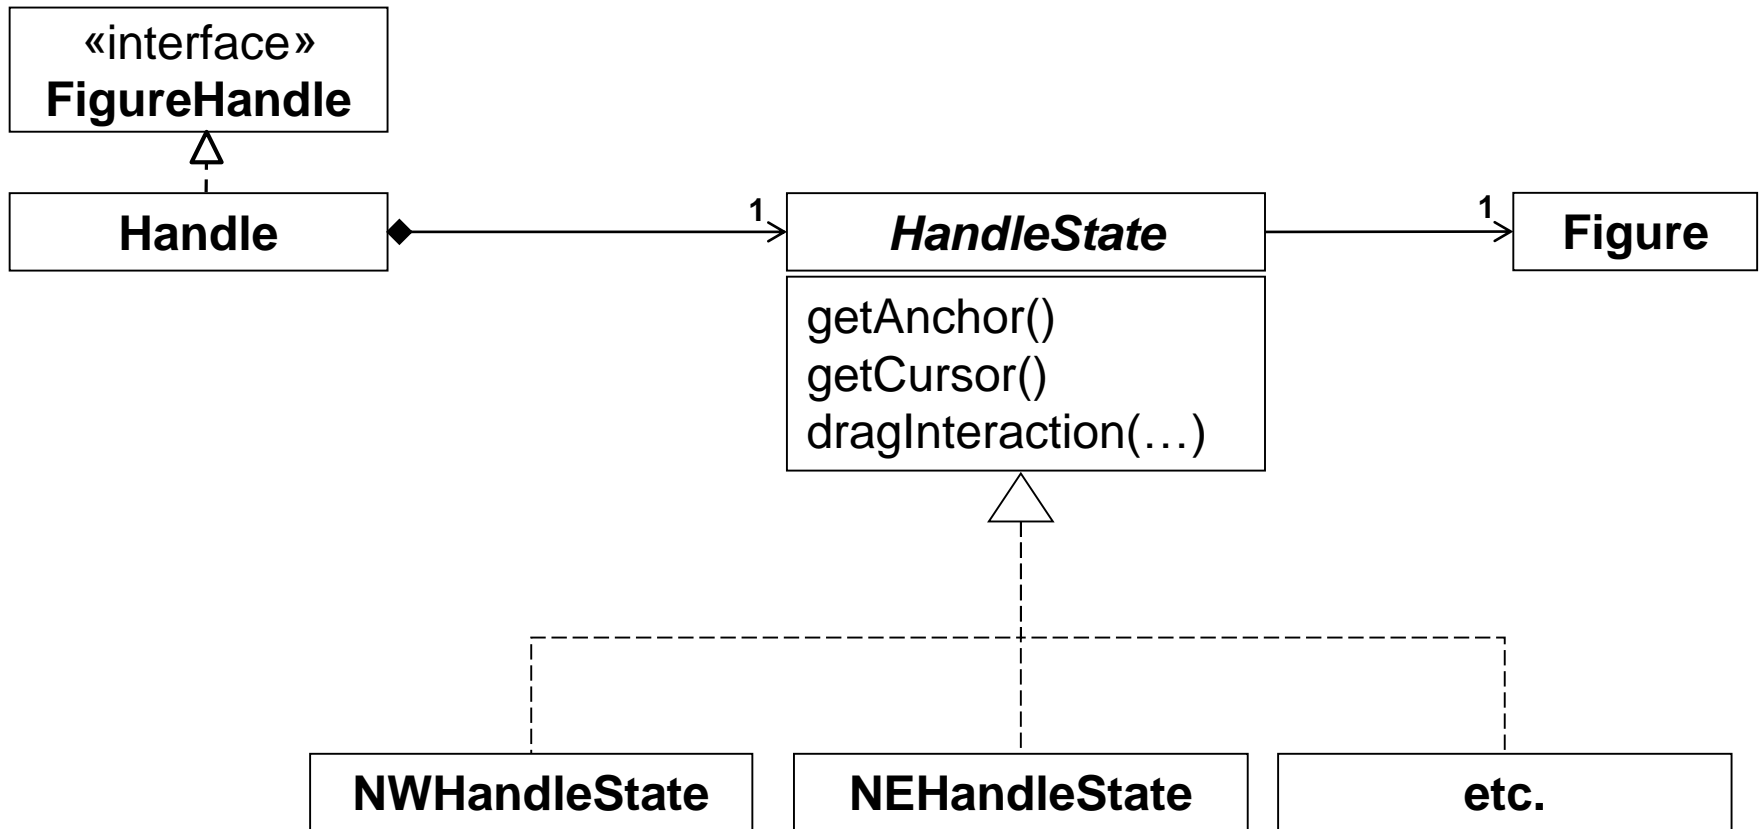 «interface»
FigureHandle
Handle
1
HandleState
1
Figure
getAnchor()
getCursor()
dragInteraction(…)
NWHandleState
NEHandleState
etc.